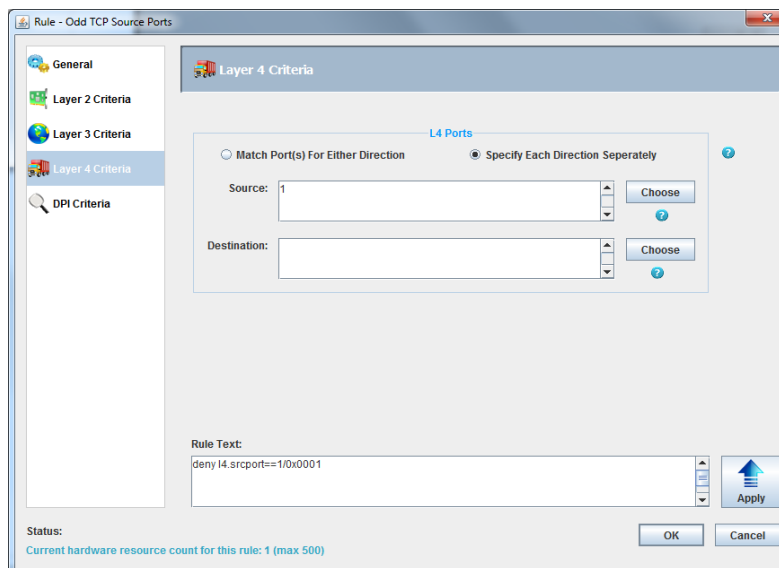 Rule - Odd TCP Source Ports
General
Layer 2 Criteria
Layer 3 Criteria
Layer 4 Criteria
DPI Criteria
Layer 4 Criteria
L4 Ports
Match Port(s) For Either Direction
Specify Each Direction Seperately
Source: 1 Choose
Destination: Choose
Rule Text:
deny l4.srcport==1/0x0001
Apply
Status:
Current hardware resource count for this rule: 1 (max 500)
OK Cancel